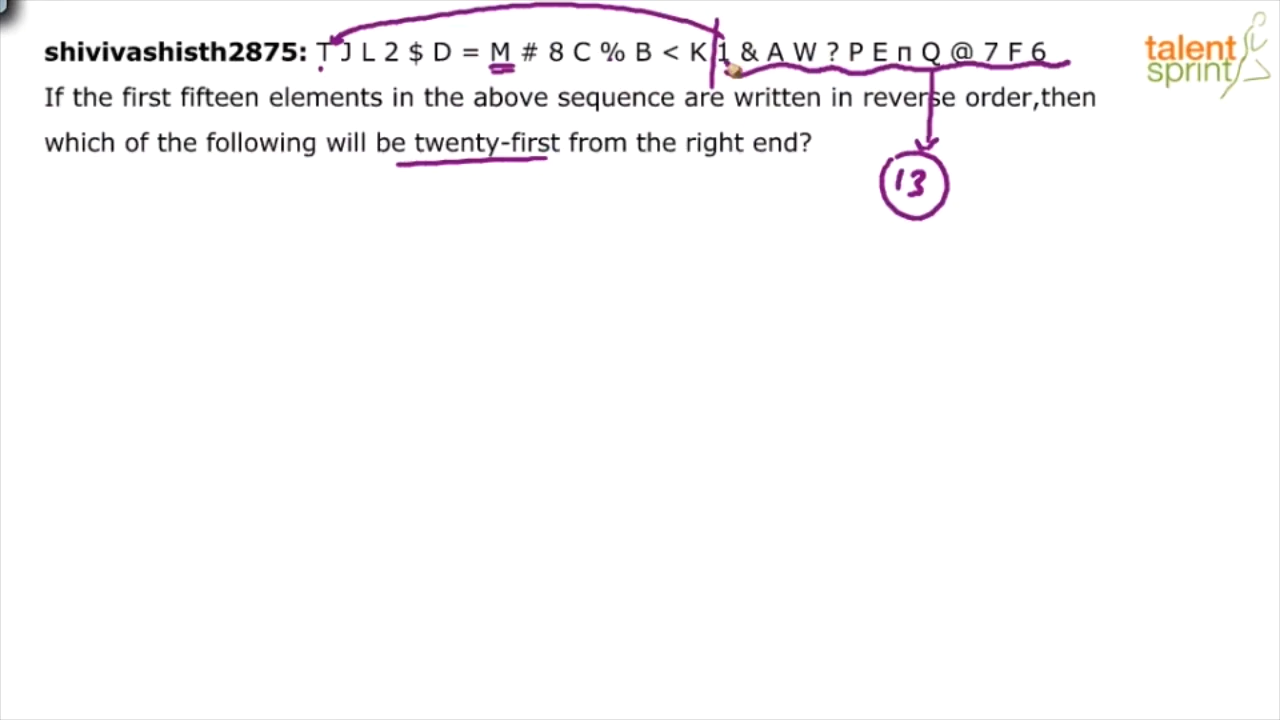 shivivashisth2875: T J L 2 $ D = M # 8 C % B < K 1 & A W ? P E п Q @ 7 F 6
If the first fifteen elements in the above sequence are written in reverse order,then
which of the following will be twenty-first from the right end?
13
talent
sprint